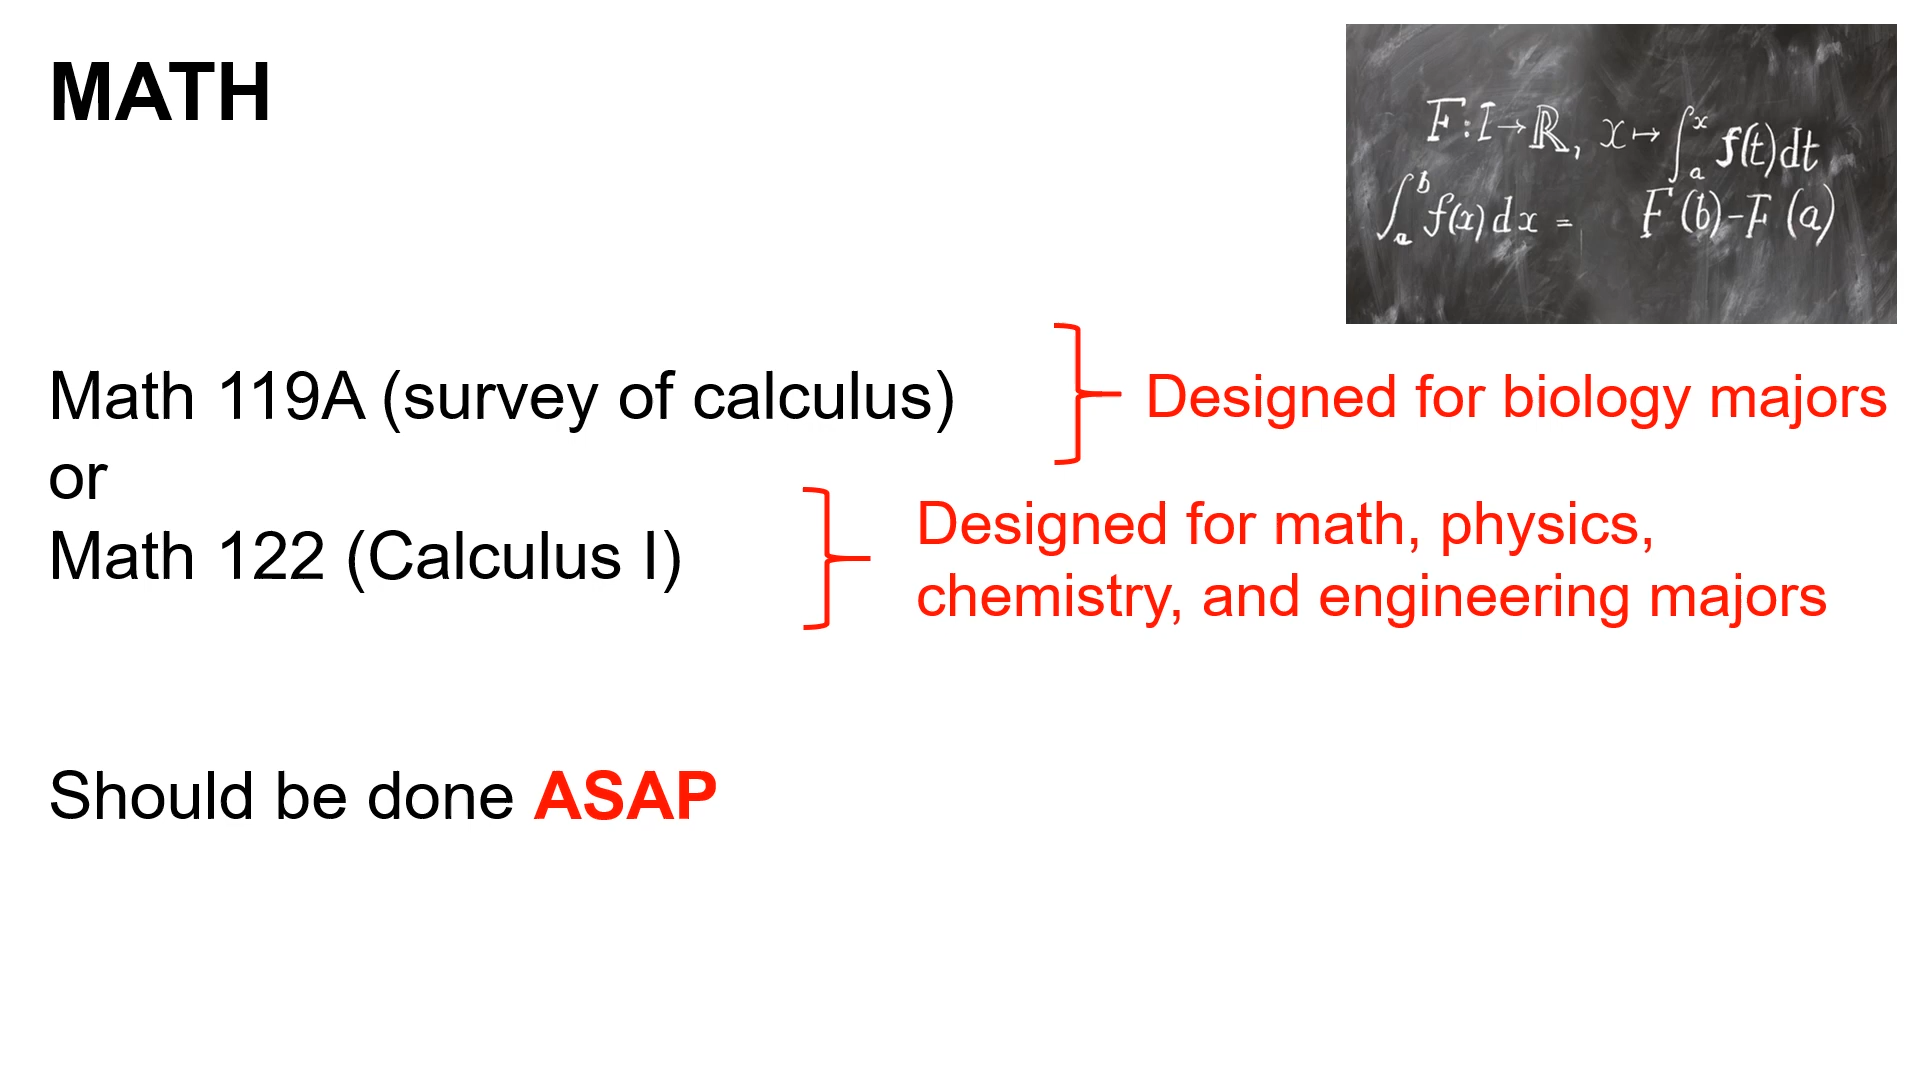 MATH
F: I → ℝ, x ↦ ∫ₐˣ f(t)dt
∫ₐᵇ f(x)dx = F(b)-F(a)
Math 119A (survey of calculus)
Designed for biology majors
or
Math 122 (Calculus I)
Designed for math, physics,
chemistry, and engineering majors
Should be done ASAP